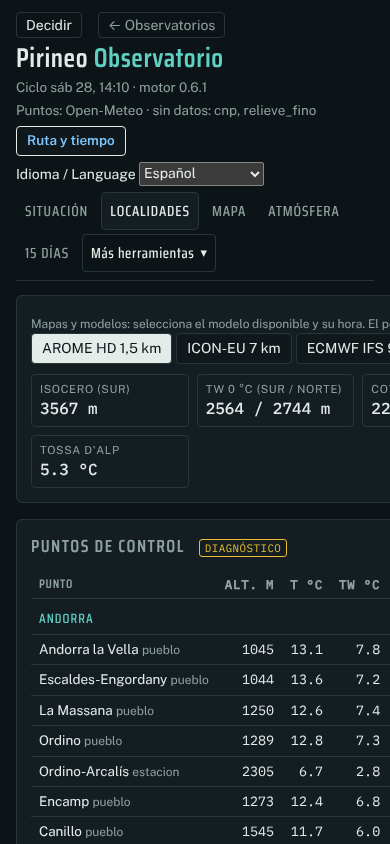 Decidir ← Observatorios
Pirineo Observatorio
Ciclo sáb 28, 14:10 · motor 0.6.1
Puntos: Open-Meteo · sin datos: cnp, relieve_fino
Ruta y tiempo
Idioma / Language Español
SITUACIÓN LOCALIDADES MAPA ATMÓSFERA
15 DÍAS Más herramientas ▾
Mapas y modelos: selecciona el modelo disponible y su hora. El
AROME HD 1,5 km ICON-EU 7 km ECMWF IFS
ISOCERO (SUR) TW 0 °C (SUR / NORTE)
3567 m 2564 / 2744 m
TOSSA D'ALP
5.3 °C
PUNTOS DE CONTROL DIAGNÓSTICO
PUNTO ALT. M T °C TW °C
ANDORRA
Andorra la Vella pueblo 1045 13.1 7.8
Escaldes-Engordany pueblo 1044 13.6 7.2
La Massana pueblo 1250 12.6 7.4
Ordino pueblo 1289 12.8 7.3
Ordino-Arcalís estacion 2305 6.7 2.8
Encamp pueblo 1273 12.4 6.8
Canillo pueblo 1545 11.7 6.0